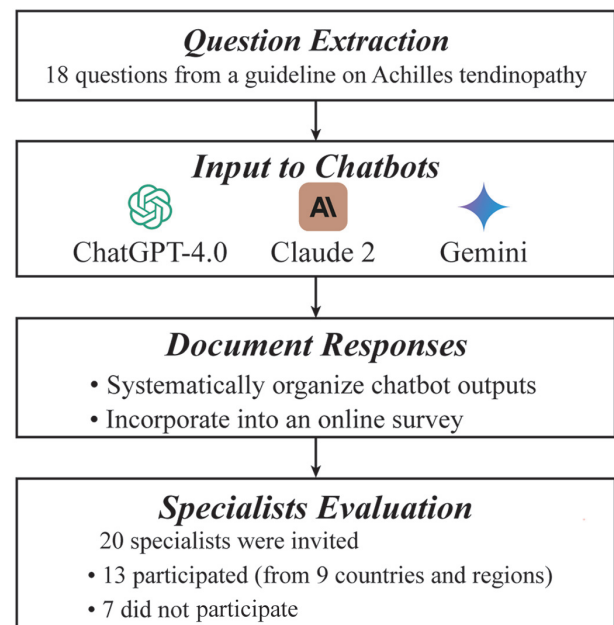 Question Extraction
18 questions from a guideline on Achilles tendinopathy
Input to Chatbots
A\
ChatGPT-4.0 Claude 2 Gemini
Document Responses
• Systematically organize chatbot outputs
• Incorporate into an online survey
Specialists Evaluation
20 specialists were invited
• 13 participated (from 9 countries and regions)
• 7 did not participate